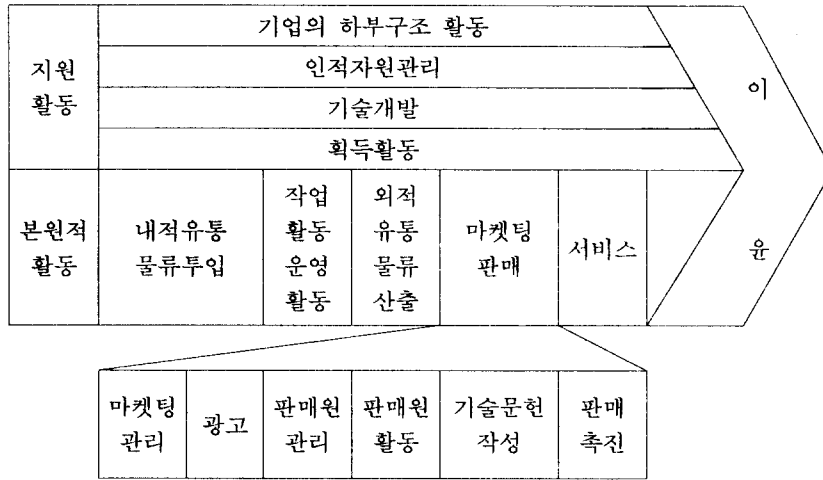 기업의 하부구조 활동
지원
활동
인적자원관리
기술개발
획득활동
이
윤
본원적
활동
내적유통
물류투입
작업
활동
운영
활동
외적
유통
물류
산출
마켓팅
판매
서비스
마켓팅
관리
광고
판매원
관리
판매원
활동
기술문헌
작성
판매
촉진